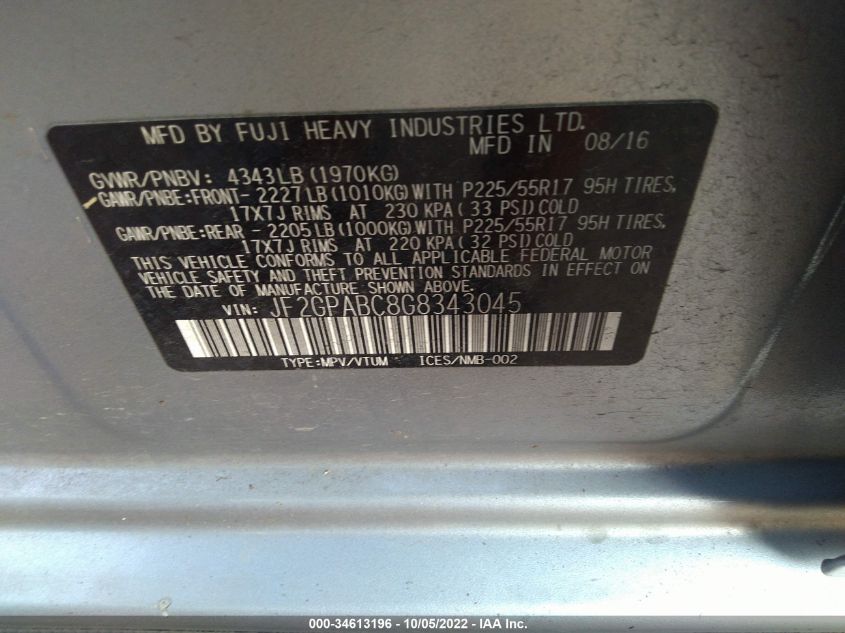 MFD BY FUJI HEAVY INDUSTRIES LTD.
MFD IN 08/16
GVWR/PNBV: 4343LB(1970KG)
GAWR/PNBE:FRONT- 2227LB(1010KG)WITH P225/55R17 95H TIRES,
17X7J RIMS AT 230 KPA( 33 PSI)COLD
GAWR/PNBE:REAR - 2205LB(1000KG)WITH P225/55R17 95H TIRES,
17X7J RIMS AT 220 KPA( 32 PSI)COLD
THIS VEHICLE CONFORMS TO ALL APPLICABLE FEDERAL MOTOR
VEHICLE SAFETY AND THEFT PREVENTION STANDARDS IN EFFECT ON
THE DATE OF MANUFACTURE SHOWN ABOVE.
VIN: JF2GPABC8G8343045
TYPE:MPV/VTUM ICES/NMB-002
000-34613196 - 10/05/2022 - IAA Inc.